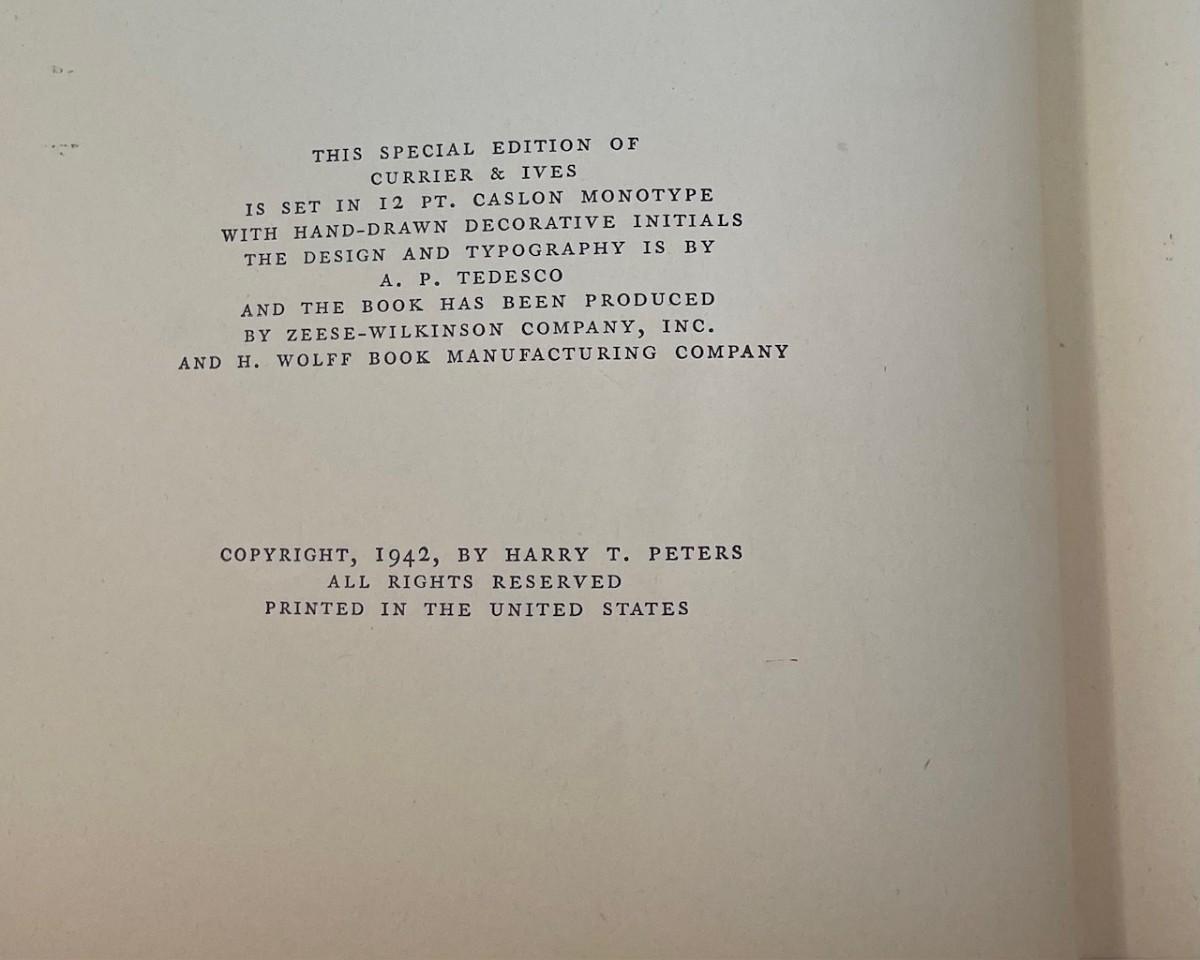 THIS SPECIAL EDITION OF
CURRIER & IVES
IS SET IN 12 PT. CASLON MONOTYPE
WITH HAND-DRAWN DECORATIVE INITIALS
THE DESIGN AND TYPOGRAPHY IS BY
A. P. TEDESCO
AND THE BOOK HAS BEEN PRODUCED
BY ZEESE-WILKINSON COMPANY, INC.
AND H. WOLFF BOOK MANUFACTURING COMPANY
COPYRIGHT, 1942, BY HARRY T. PETERS
ALL RIGHTS RESERVED
PRINTED IN THE UNITED STATES